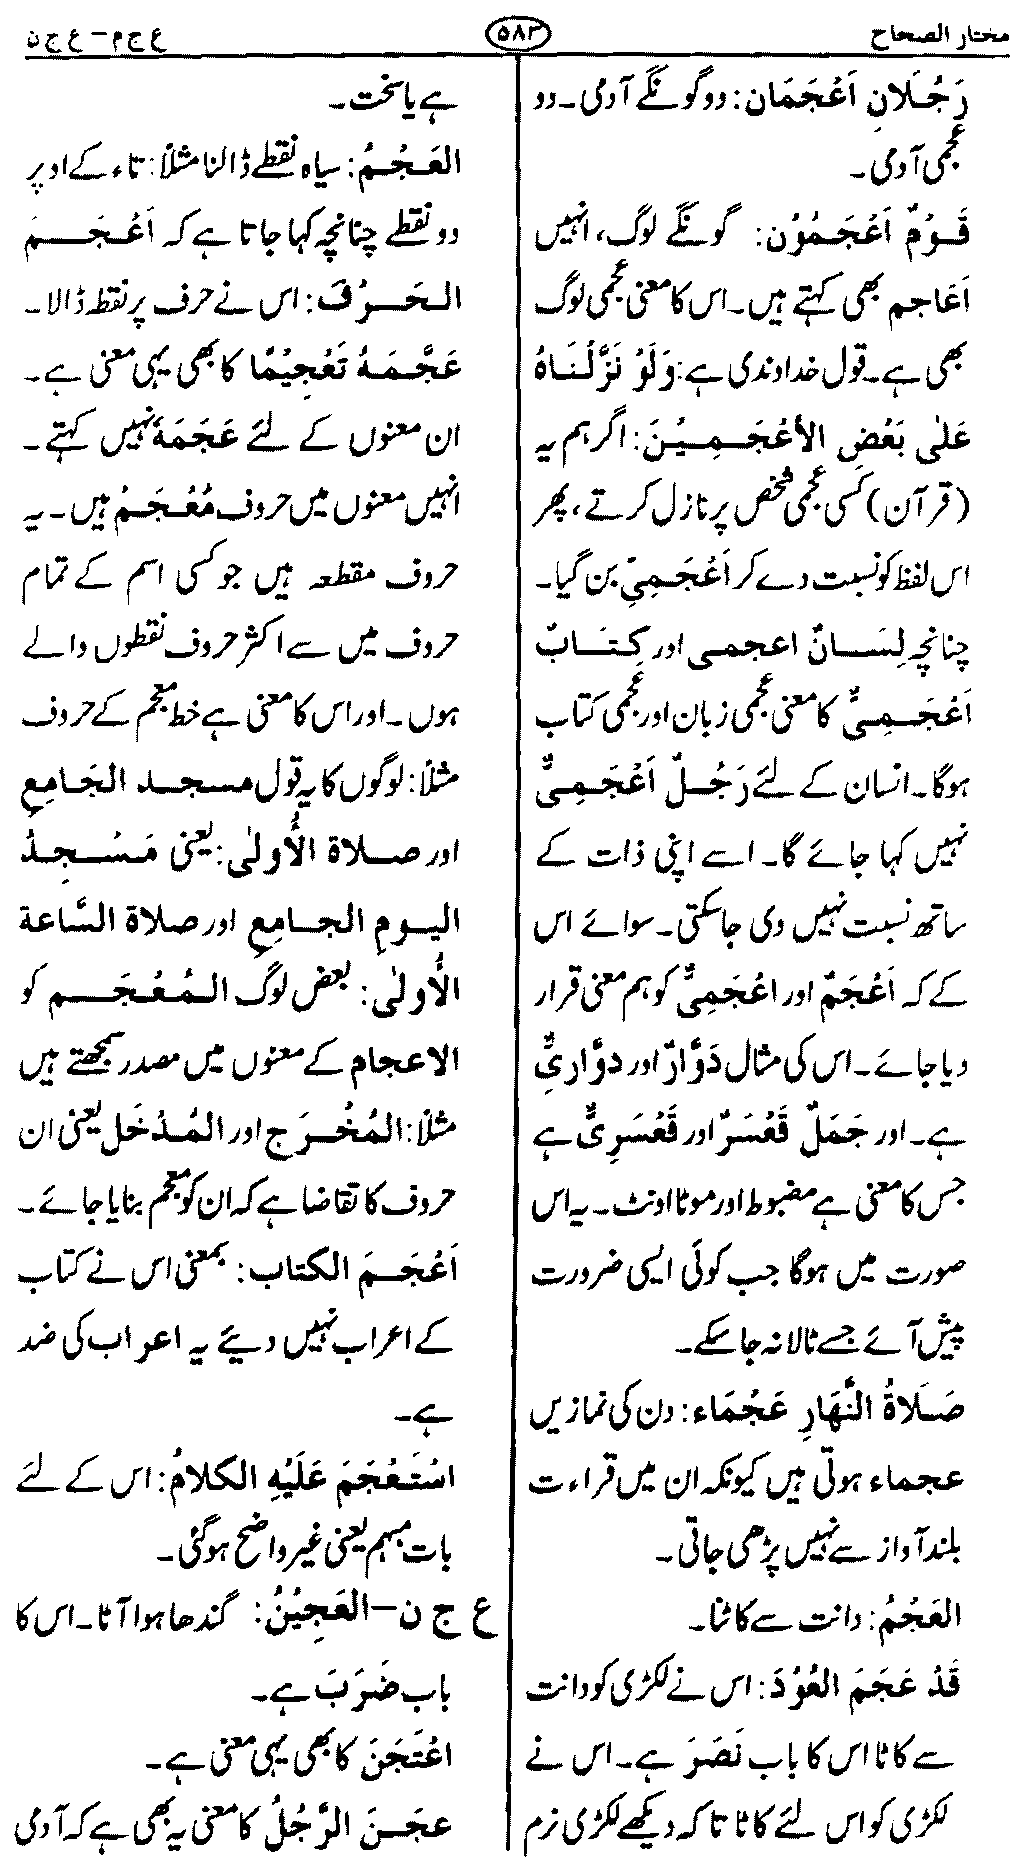 مختار الصحاح
۵۸۳
ع ج م - ع ج ن
رَجُلَانِ اَعْجَمَان: دو گونگے آدمی۔ دو
عجمی آدمی۔
قَوْمٌ اَعْجَمُوْن: گونگے لوگ، انہیں
اَعَاجم بھی کہتے ہیں۔ اس کا معنی عجمی لوگ
بھی ہے۔ قول خداوندی ہے: وَلَوْ نَزَّلْنَاهُ
عَلٰى بَعْضِ الأعْجَمِيْنَ: اگر ہم یہ
(قرآن) کسی عجمی شخص پر نازل کرتے، پھر
اس لفظ کو نسبت دے کر اَعْجَمِيْ بن گیا۔
چنانچہ لِسَانٌ اعجمی اور کِتَابٌ
اَعْجَمِيٌّ کا معنی عجمی زبان اور عجمی کتاب
ہوگا۔ انسان کے لئے رَجُلٌ اَعْجَمِيٌّ
نہیں کہا جائے گا۔ اسے اپنی ذات کے
ساتھ نسبت نہیں دی جاسکتی۔ سوائے اس
کے کہ اَعْجَمٌ اور اعْجَمِيٌّ کو ہم معنی قرار
دیا جائے۔ اس کی مثال دَوَّارٌ اور دوَّارِيٌّ
ہے۔ اور جَمَلٌ قَعْسَرٌ اور قَعْسَرِيٌّ ہے
جس کا معنی ہے مضبوط اور موٹا اونٹ۔ یہ اس
صورت میں ہوگا جب کوئی ایسی ضرورت
پیش آئے جسے ٹالا نہ جاسکے۔
صَلَاةُ النَّهَارِ عَجْمَاء: دن کی نمازیں
عجماء ہوتی ہیں کیونکہ ان میں قراءت
بلند آواز سے نہیں پڑھی جاتی۔
العَجْمُ: دانت سے کاٹنا۔
قَدْ عَجَمَ العُوْدَ: اس نے لکڑی کو دانت
سے کاٹا اس کا باب نَصَرَ ہے۔ اس نے
لکڑی کو اس لئے کاٹا تاکہ دیکھے لکڑی نرم
ہے یا سخت۔
العَجْمُ: سیاہ نقطے ڈالنا مثلاً: تاء کے اوپر
دو نقطے چنانچہ کہا جاتا ہے کہ اَعْجَمَ
الحَرْفَ: اس نے حرف پر نقطہ ڈالا۔
عَجَّمَهُ تَعْجِيْمًا کا بھی یہی معنی ہے۔
ان معنوں کے لئے عَجَمَهُ نہیں کہتے۔
انہیں معنوں میں حروف مُعْجَمُ ہیں۔ یہ
حروف مقطعہ ہیں جو کسی اسم کے تمام
حروف میں سے اکثر حروف نقطوں والے
ہوں۔ اور اس کا معنی ہے خط معجم کے حروف
مثلاً: لوگوں کا یہ قول مسجد الجَامِعِ
اور صلاة الأُولٰى: یعنی مَسْجِدُ
اليومِ الجامِعِ اور صلاة السَّاعة
الأُولٰى: بعض لوگ المُعْجَم کو
الاعجام کے معنوں میں مصدر سمجھتے ہیں
مثلاً: المُخْرَج اور المُدْخَل یعنی ان
حروف کا تقاضا ہے کہ ان کو معجم بنایا جائے۔
اَعْجَمَ الكتاب: بمعنی اس نے کتاب
کے اعراب نہیں دیئے یہ اعراب کی ضد
ہے۔
اسْتَعْجَمَ عَلَيْهِ الكلامُ: اس کے لئے
بات مبہم یعنی غیر واضح ہوگئی۔
ع ج ن - العَجِيْنُ: گندھا ہوا آٹا۔ اس کا
باب ضَرَبَ ہے۔
اعْتَجَنَ کا بھی یہی معنی ہے۔
عجَنَ الرَّجُلُ کا معنی یہ بھی ہے کہ آدمی